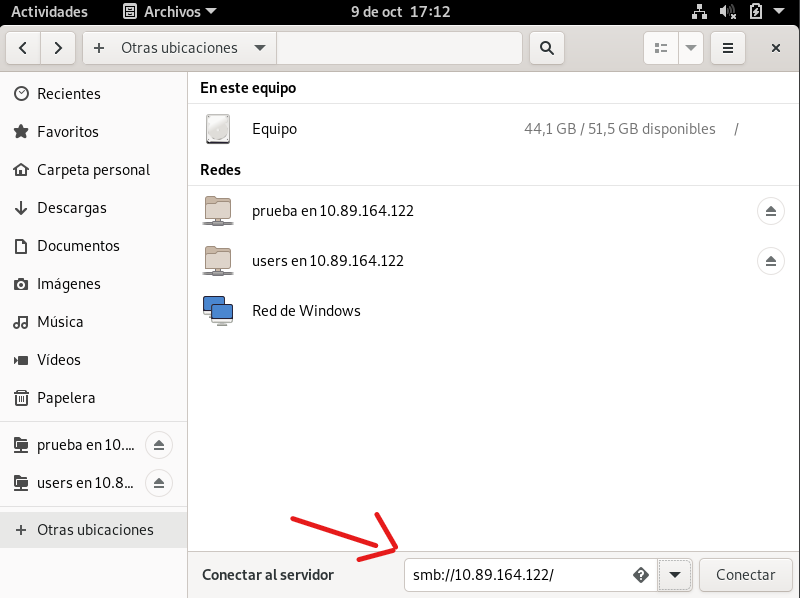 Actividades Archivos 9 de oct 17:12
Otras ubicaciones
Recientes
Favoritos
Carpeta personal
Descargas
Documentos
Imágenes
Música
Vídeos
Papelera
prueba en 10....
users en 10.8...
Otras ubicaciones
En este equipo
Equipo 44,1 GB / 51,5 GB disponibles /
Redes
prueba en 10.89.164.122
users en 10.89.164.122
Red de Windows
Conectar al servidor smb://10.89.164.122/ Conectar